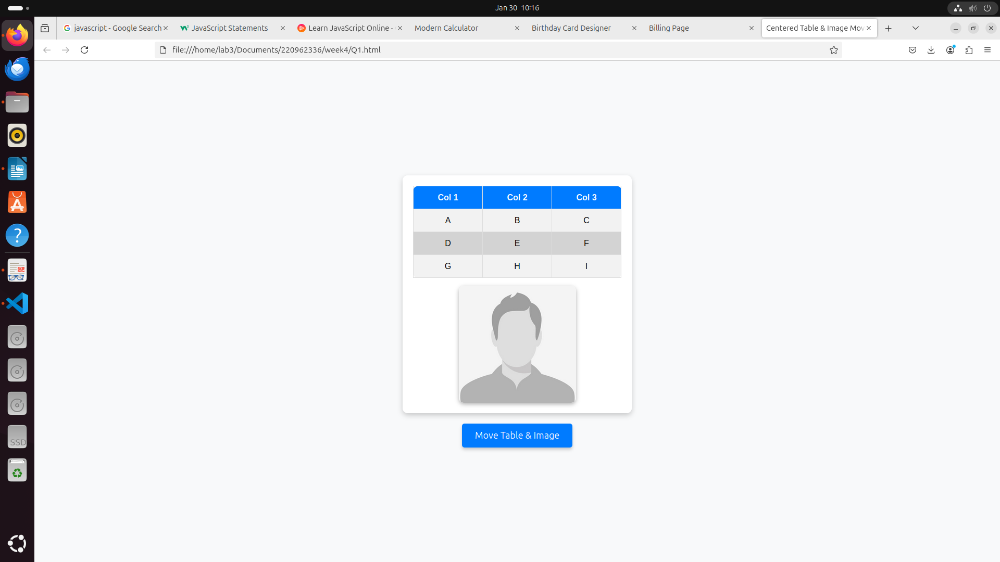 Jan 30 10:16
javascript - Google Search
JavaScript Statements
Learn JavaScript Online -
Modern Calculator
Birthday Card Designer
Billing Page
Centered Table & Image Mov
file:///home/lab3/Documents/220962336/week4/Q1.html
Col 1 Col 2 Col 3
A B C
D E F
G H I
Move Table & Image
SSD